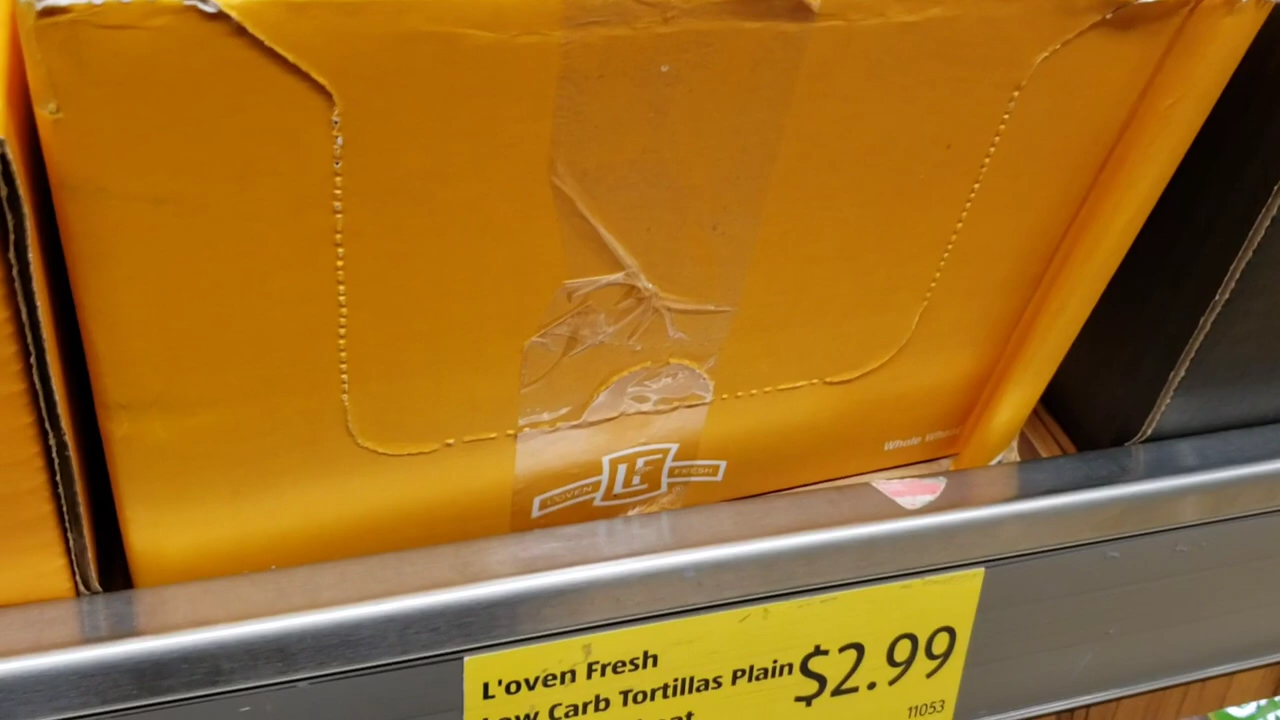 L'OVEN LF FRESH
Whole Wheat
L'oven Fresh
Low Carb Tortillas Plain
$2.99
11053